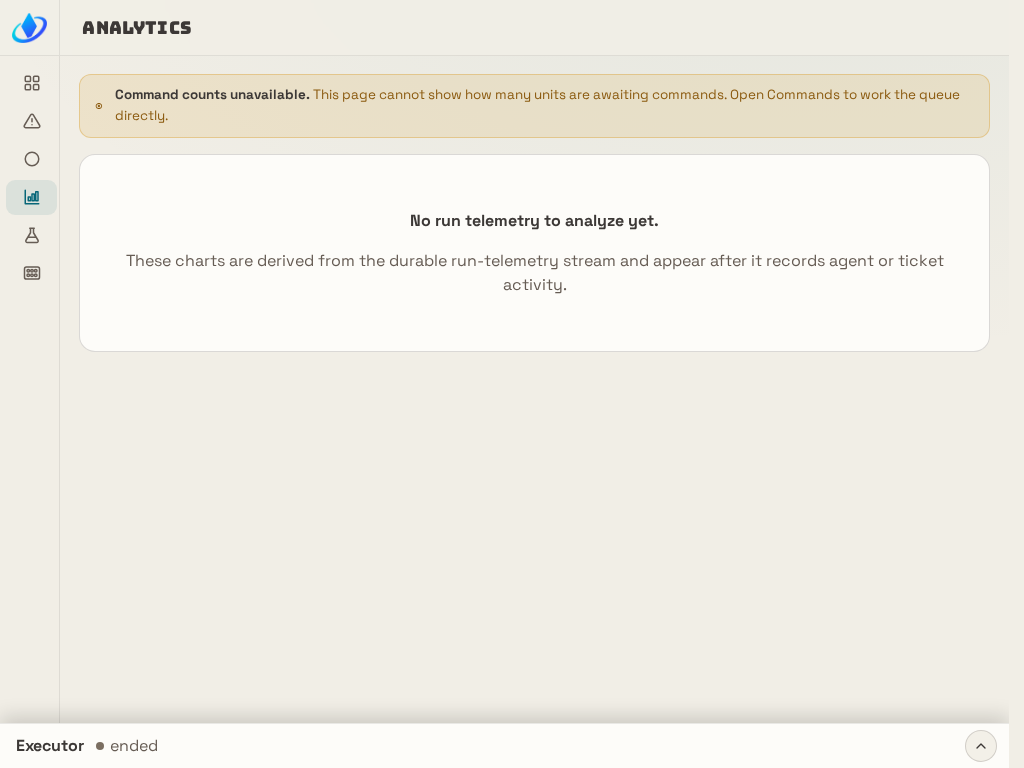 ANALYTICS
Command counts unavailable. This page cannot show how many units are awaiting commands. Open Commands to work the queue
directly.
No run telemetry to analyze yet.
These charts are derived from the durable run-telemetry stream and appear after it records agent or ticket
activity.
Executor ended